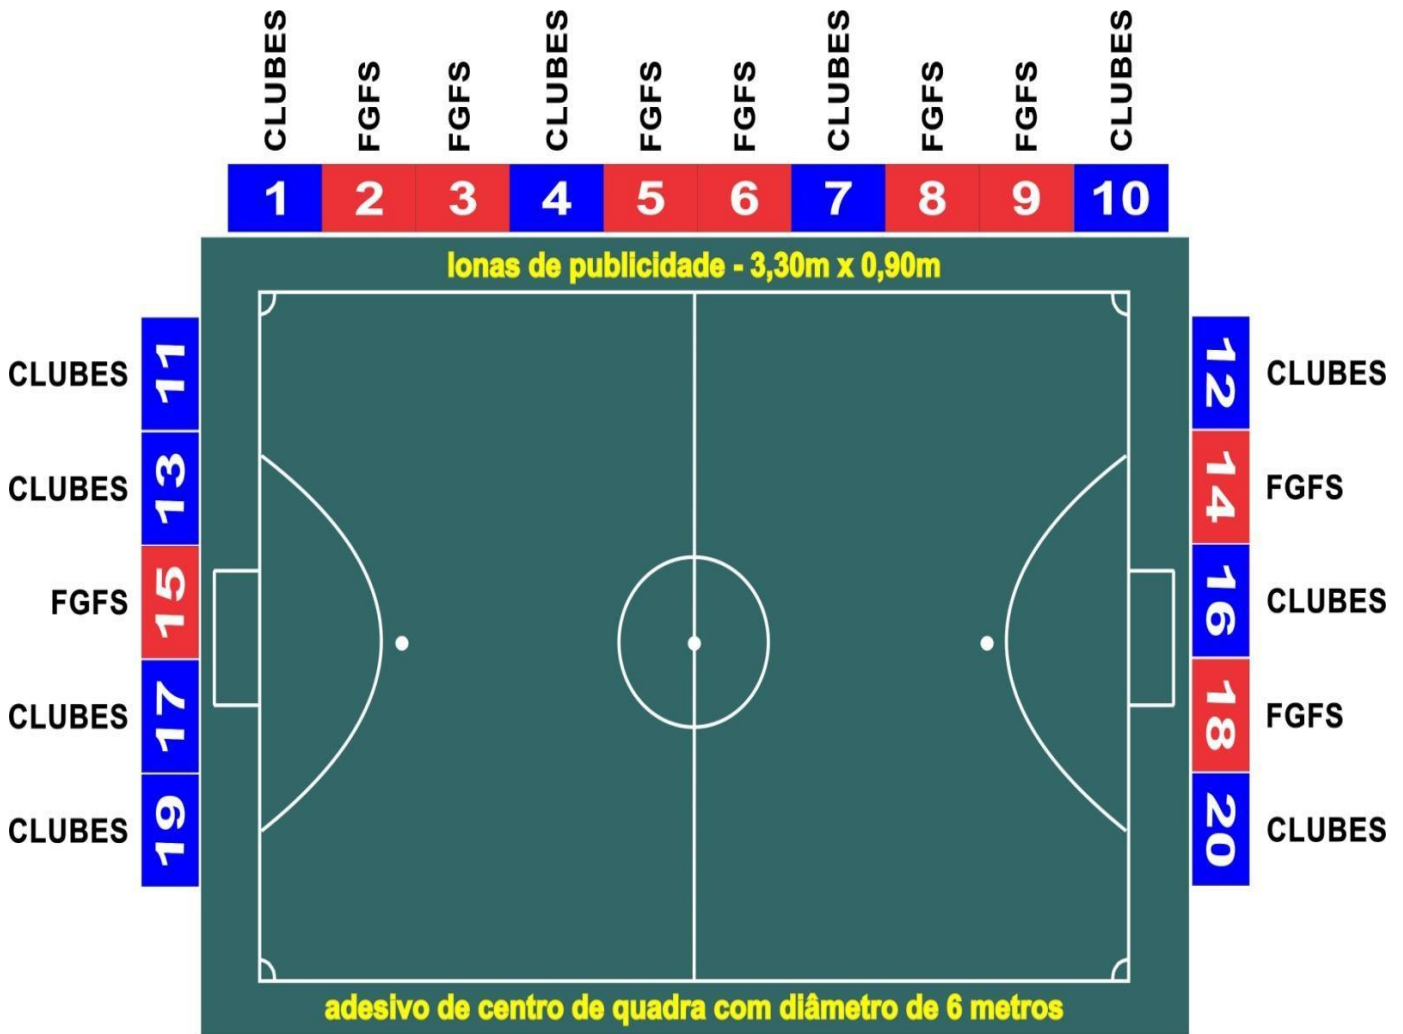 CLUBES FGFS FGFS CLUBES FGFS FGFS CLUBES FGFS FGFS CLUBES
1 2 3 4 5 6 7 8 9 10
lonas de publicidade - 3,30m x 0,90m
CLUBES 11
CLUBES 13
FGFS 15
CLUBES 17
CLUBES 19
12 CLUBES
14 FGFS
16 CLUBES
18 FGFS
20 CLUBES
adesivo de centro de quadra com diâmetro de 6 metros